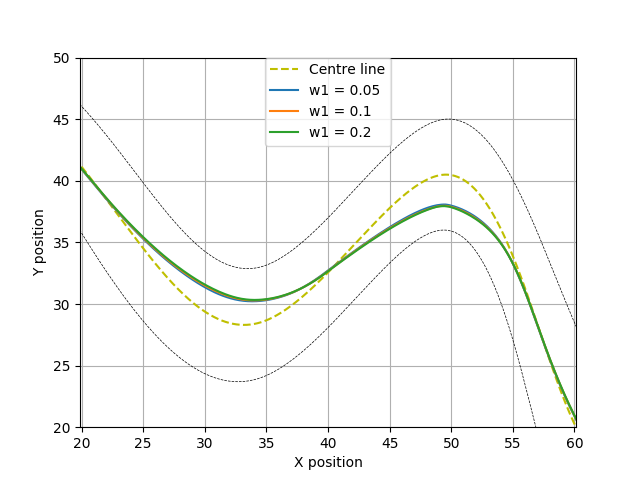 50
45
40
35
30
25
20
Y position
Centre line
w1 = 0.05
w1 = 0.1
w1 = 0.2
20 25 30 35 40 45 50 55 60
X position